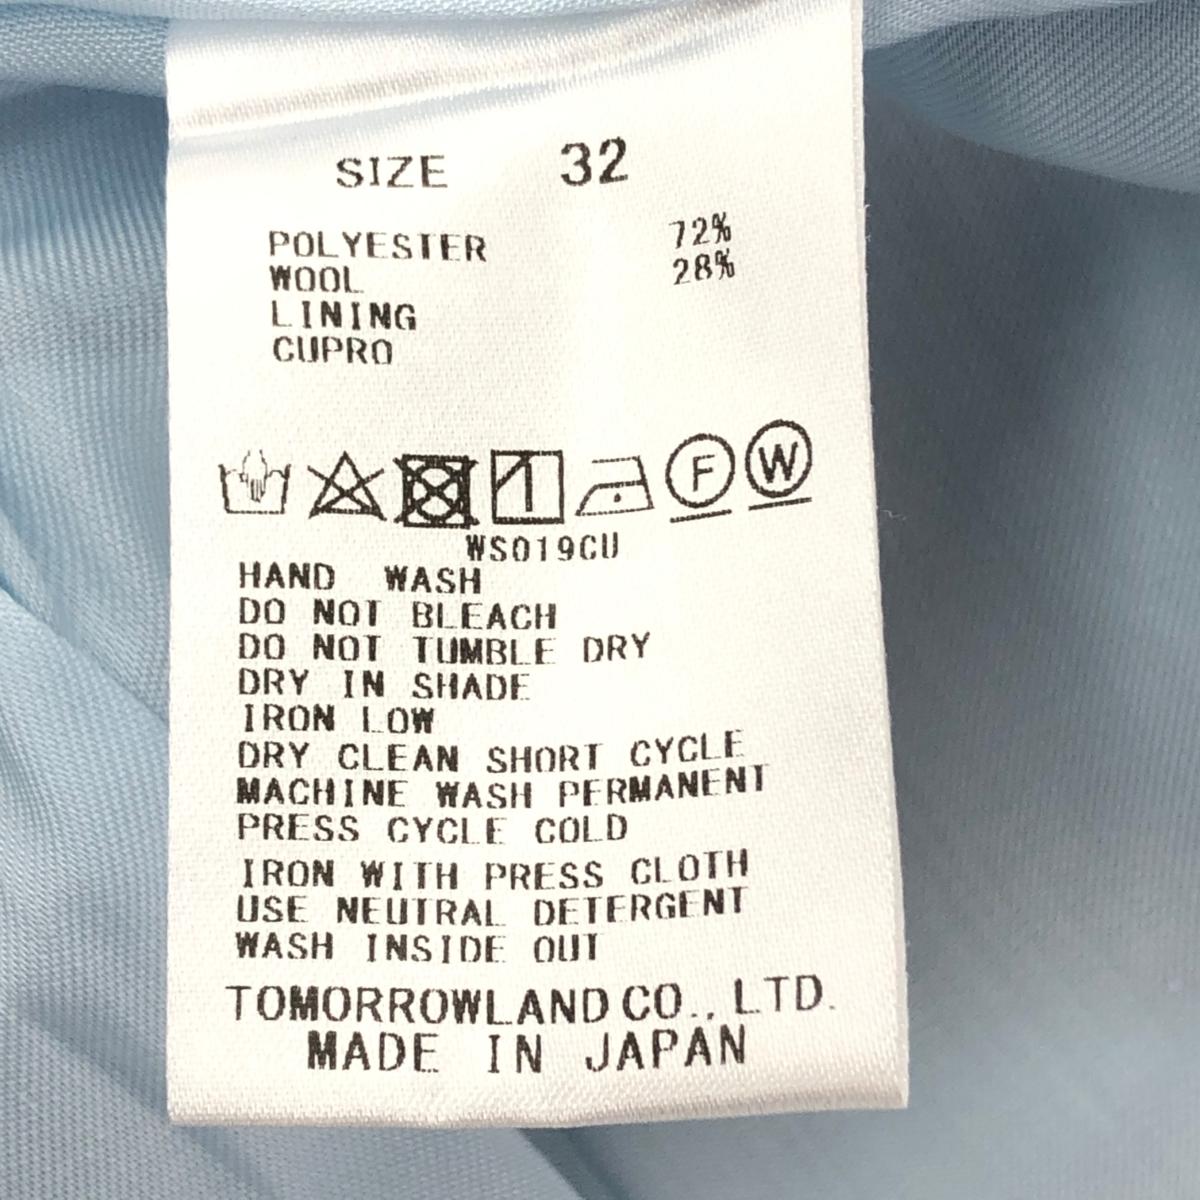 SIZE 32
POLYESTER 72%
WOOL 28%
LINING
CUPRO
F W
WS019CU
HAND WASH
DO NOT BLEACH
DO NOT TUMBLE DRY
DRY IN SHADE
IRON LOW
DRY CLEAN SHORT CYCLE
MACHINE WASH PERMANENT
PRESS CYCLE COLD
IRON WITH PRESS CLOTH
USE NEUTRAL DETERGENT
WASH INSIDE OUT
TOMORROWLAND CO., LTD.
MADE IN JAPAN